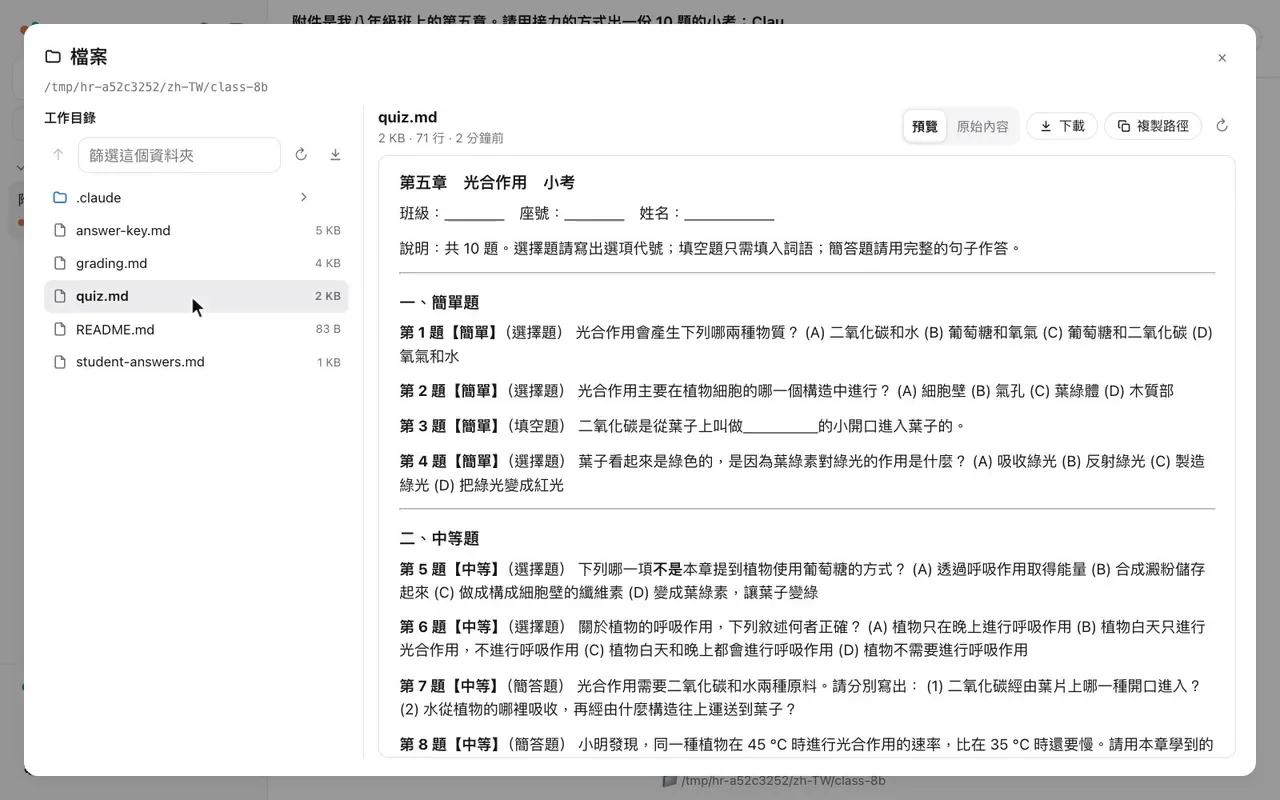 附件是我八年級班上的第五章。請用接力的方式出一份 10 題的小考：Clau
檔案
/tmp/hr-a52c3252/zh-TW/class-8b
工作目錄
篩選這個資料夾
.claude
answer-key.md 5 KB
grading.md 4 KB
quiz.md 2 KB
README.md 83 B
student-answers.md 1 KB
quiz.md
2 KB · 71 行 · 2 分鐘前
預覽 原始內容 下載 複製路徑
第五章 光合作用 小考
班級：________ 座號：________ 姓名：____________
說明：共 10 題。選擇題請寫出選項代號；填空題只需填入詞語；簡答題請用完整的句子作答。
一、簡單題
第 1 題【簡單】（選擇題） 光合作用會產生下列哪兩種物質？ (A) 二氧化碳和水 (B) 葡萄糖和氧氣 (C) 葡萄糖和二氧化碳 (D)
氧氣和水
第 2 題【簡單】（選擇題） 光合作用主要在植物細胞的哪一個構造中進行？ (A) 細胞壁 (B) 氣孔 (C) 葉綠體 (D) 木質部
第 3 題【簡單】（填空題） 二氧化碳是從葉子上叫做__________的小開口進入葉子的。
第 4 題【簡單】（選擇題） 葉子看起來是綠色的，是因為葉綠素對綠光的作用是什麼？ (A) 吸收綠光 (B) 反射綠光 (C) 製造
綠光 (D) 把綠光變成紅光
二、中等題
第 5 題【中等】（選擇題） 下列哪一項不是本章提到植物使用葡萄糖的方式？ (A) 透過呼吸作用取得能量 (B) 合成澱粉儲存
起來 (C) 做成構成細胞壁的纖維素 (D) 變成葉綠素，讓葉子變綠
第 6 題【中等】（選擇題） 關於植物的呼吸作用，下列敘述何者正確？ (A) 植物只在晚上進行呼吸作用 (B) 植物白天只進行
光合作用，不進行呼吸作用 (C) 植物白天和晚上都會進行呼吸作用 (D) 植物不需要進行呼吸作用
第 7 題【中等】（簡答題） 光合作用需要二氧化碳和水兩種原料。請分別寫出： (1) 二氧化碳經由葉片上哪一種開口進入？
(2) 水從植物的哪裡吸收，再經由什麼構造往上運送到葉子？
第 8 題【中等】（簡答題） 小明發現，同一種植物在 45 °C 時進行光合作用的速率，比在 35 °C 時還要慢。請用本章學到的
/tmp/hr-a52c3252/zh-TW/class-8b